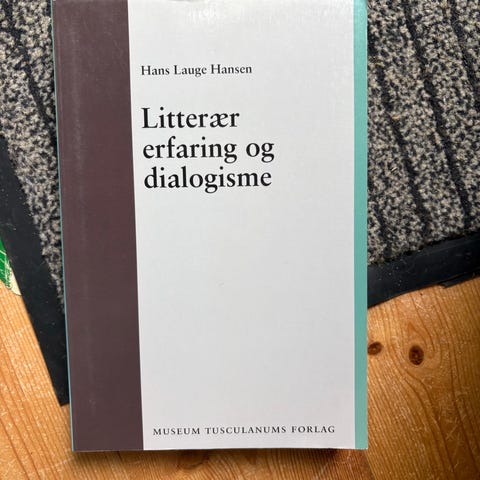 Hans Lauge Hansen
Litterær
erfaring og
dialogisme
MUSEUM TUSCULANUMS FORLAG